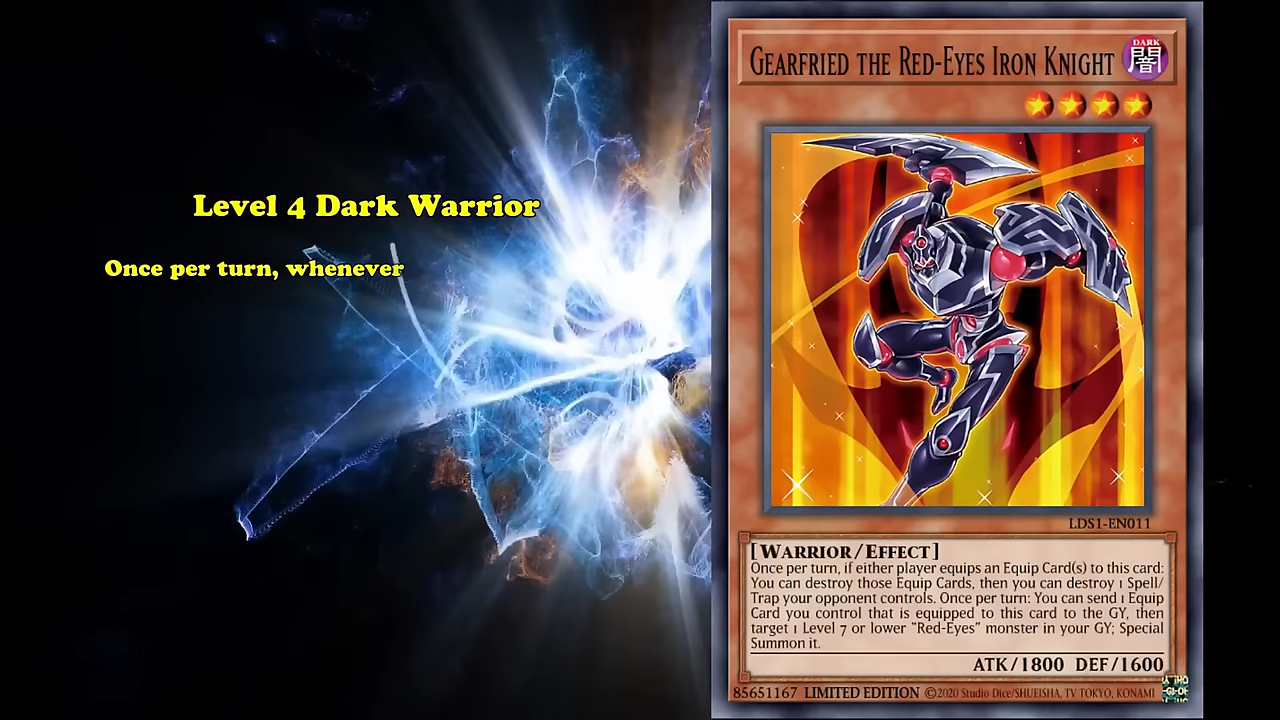 Level 4 Dark Warrior
Once per turn, whenever
GEARFRIED THE RED-EYES IRON KNIGHT
DARK
闇
LDS1-EN011
[WARRIOR/EFFECT]
Once per turn, if either player equips an Equip Card(s) to this card:
You can destroy those Equip Cards, then you can destroy 1 Spell/
Trap your opponent controls. Once per turn: You can send 1 Equip
Card you control that is equipped to this card to the GY, then
target 1 Level 7 or lower "Red-Eyes" monster in your GY; Special
Summon it.
ATK/1800 DEF/1600
85651167 LIMITED EDITION ©2020 Studio Dice/SHUEISHA, TV TOKYO, KONAMI